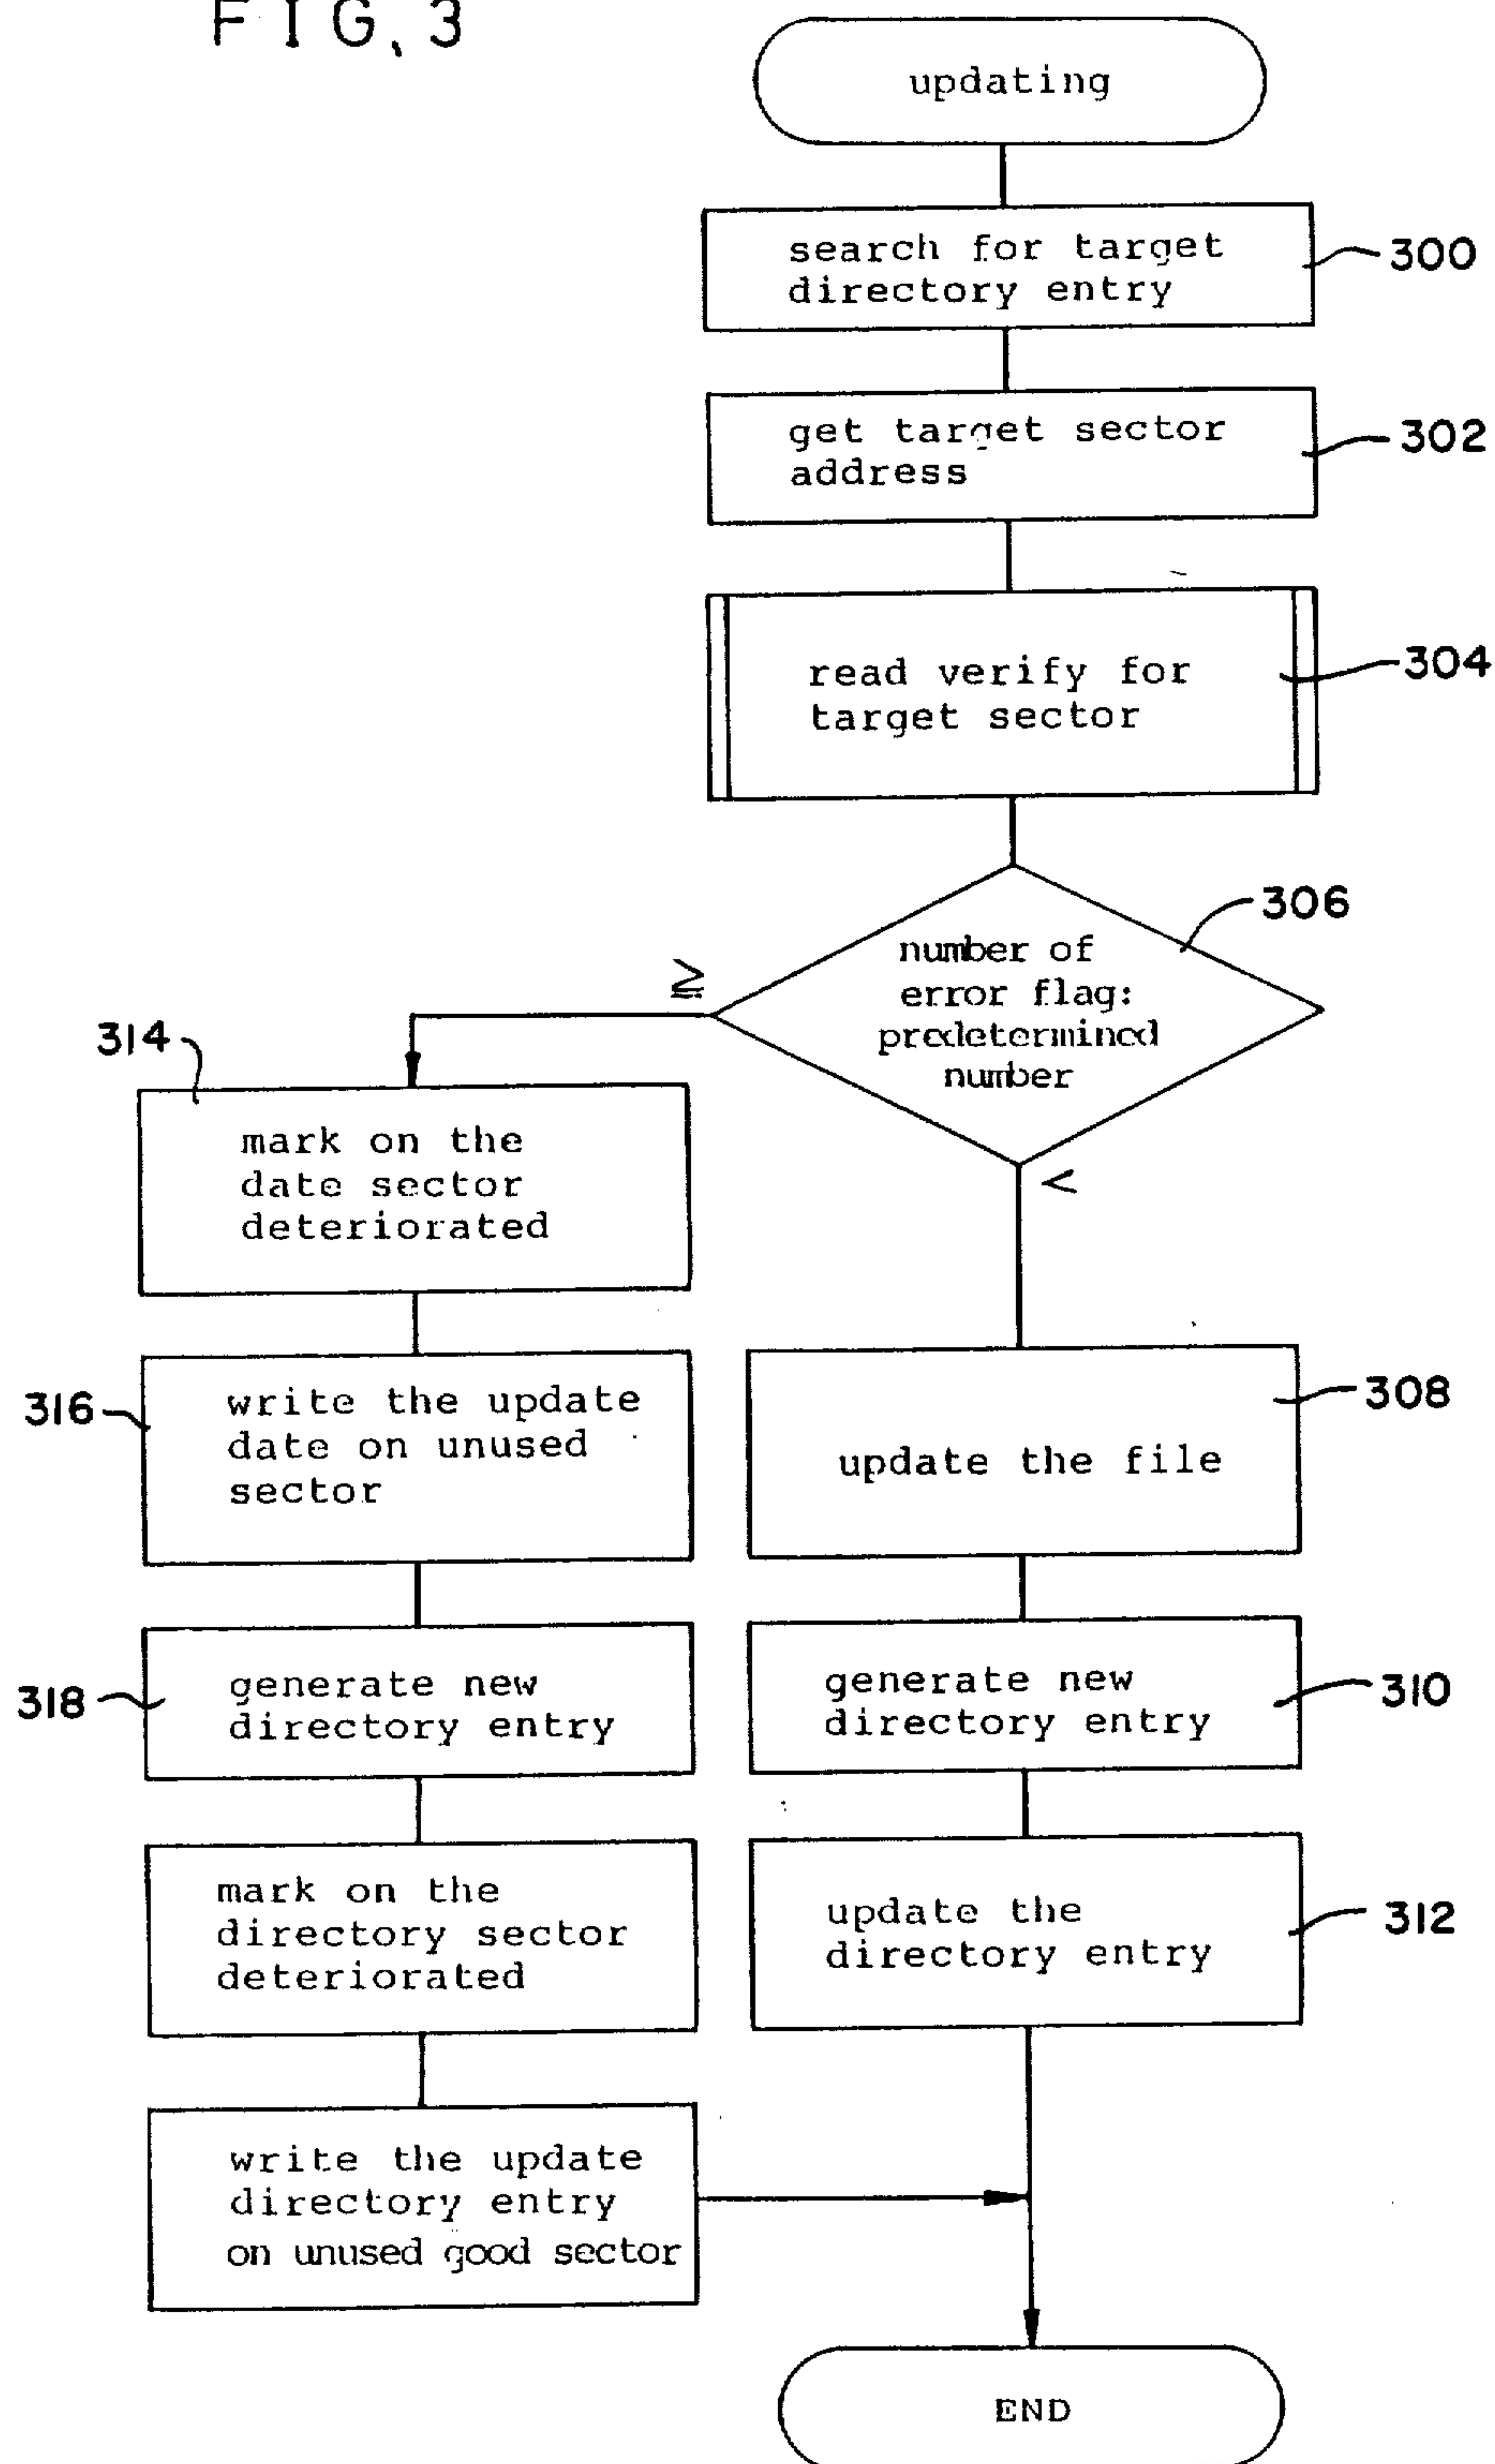 FIG. 3
updating
search for target
directory entry
300
get target sector
address
302
read verify for
target sector
304
306
number of
error flag:
predetermined
number
≧
<
314
mark on the
date sector
deteriorated
316
write the update
date on unused
sector
308
update the file
318
generate new
directory entry
generate new
directory entry
310
mark on the
directory sector
deteriorated
update the
directory entry
312
write the update
directory entry
on unused good sector
END